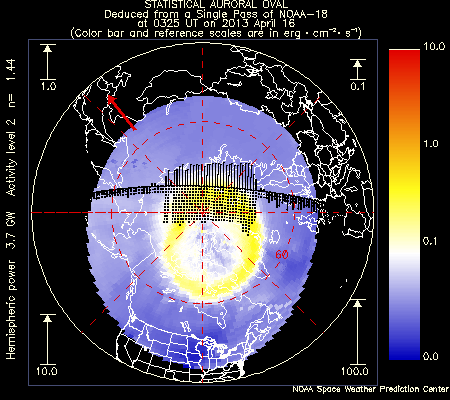 STATISTICAL AURORAL OVAL
Deduced from a Single Pass of NOAA-18
at 0325 UT on 2013 April 16
(Color bar and reference scales are in erg · cm⁻² · s⁻¹)
Hemispheric power 3.7 GW Activity level 2 n= 1.44
1.0
0.1
10.0
100.0
60
10.0
1.0
0.1
0.0
NOAA Space Weather Prediction Center